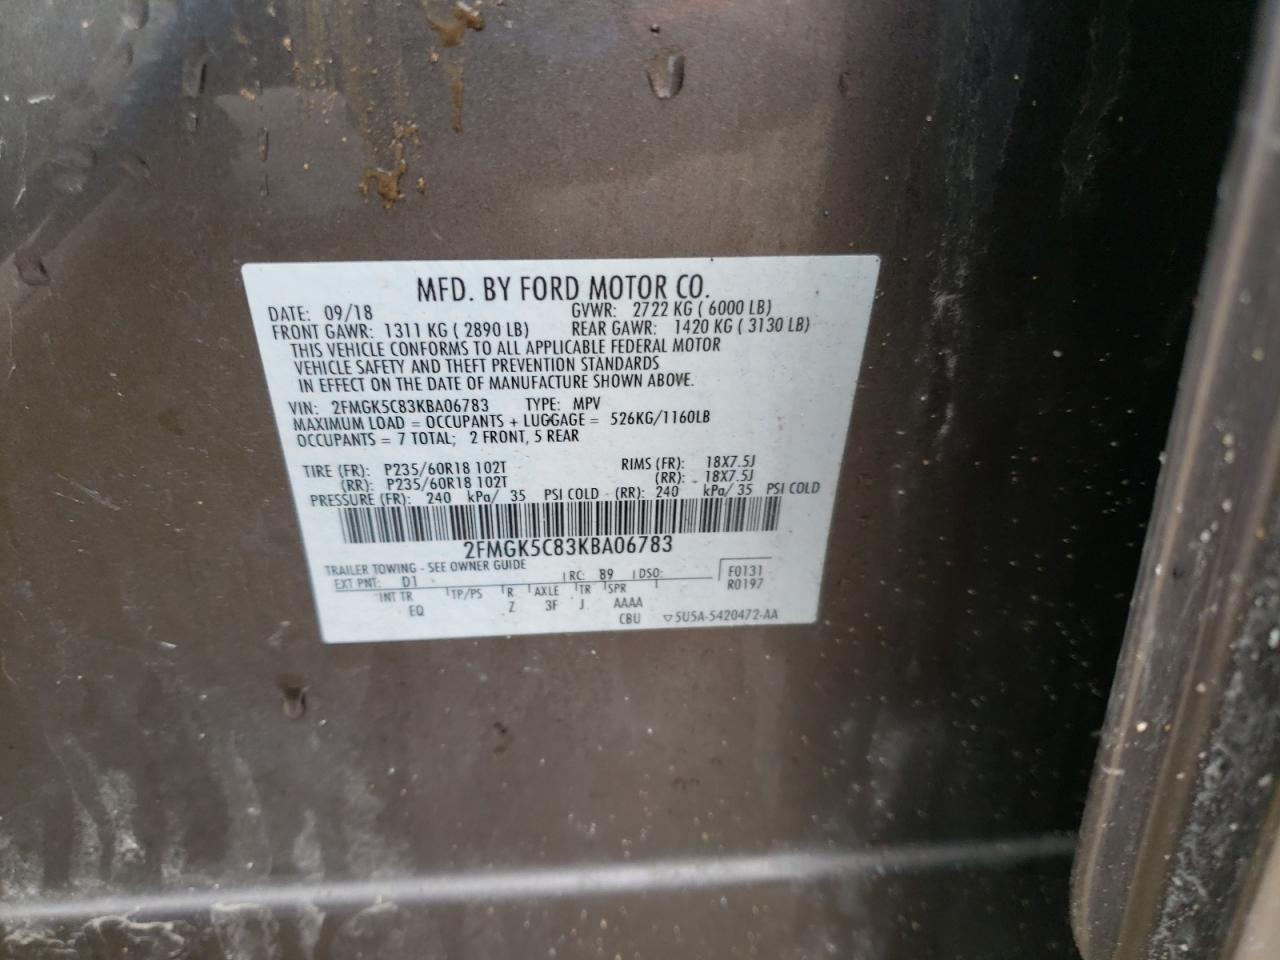 MFD. BY FORD MOTOR CO.
DATE: 09/18 GVWR: 2722 KG ( 6000 LB)
FRONT GAWR: 1311 KG ( 2890 LB) REAR GAWR: 1420 KG ( 3130 LB)
THIS VEHICLE CONFORMS TO ALL APPLICABLE FEDERAL MOTOR
VEHICLE SAFETY AND THEFT PREVENTION STANDARDS
IN EFFECT ON THE DATE OF MANUFACTURE SHOWN ABOVE.
VIN: 2FMGK5C83KBA06783 TYPE: MPV
MAXIMUM LOAD = OCCUPANTS + LUGGAGE = 526KG/1160LB
OCCUPANTS = 7 TOTAL; 2 FRONT, 5 REAR
TIRE (FR): P235/60R18 102T RIMS (FR): 18X7.5J
(RR): P235/60R18 102T (RR): 18X7.5J
PRESSURE (FR): 240 kPa/ 35 PSI COLD (RR): 240 kPa/ 35 PSI COLD
2FMGK5C83KBA06783
TRAILER TOWING - SEE OWNER GUIDE
EXT PNT: D1 RC: 89 DSO: F0131
R0197
INT TR TP/PS R AXLE TR SPR
EQ Z 3F J AAAA
CBU ▽5U5A-5420472-AA